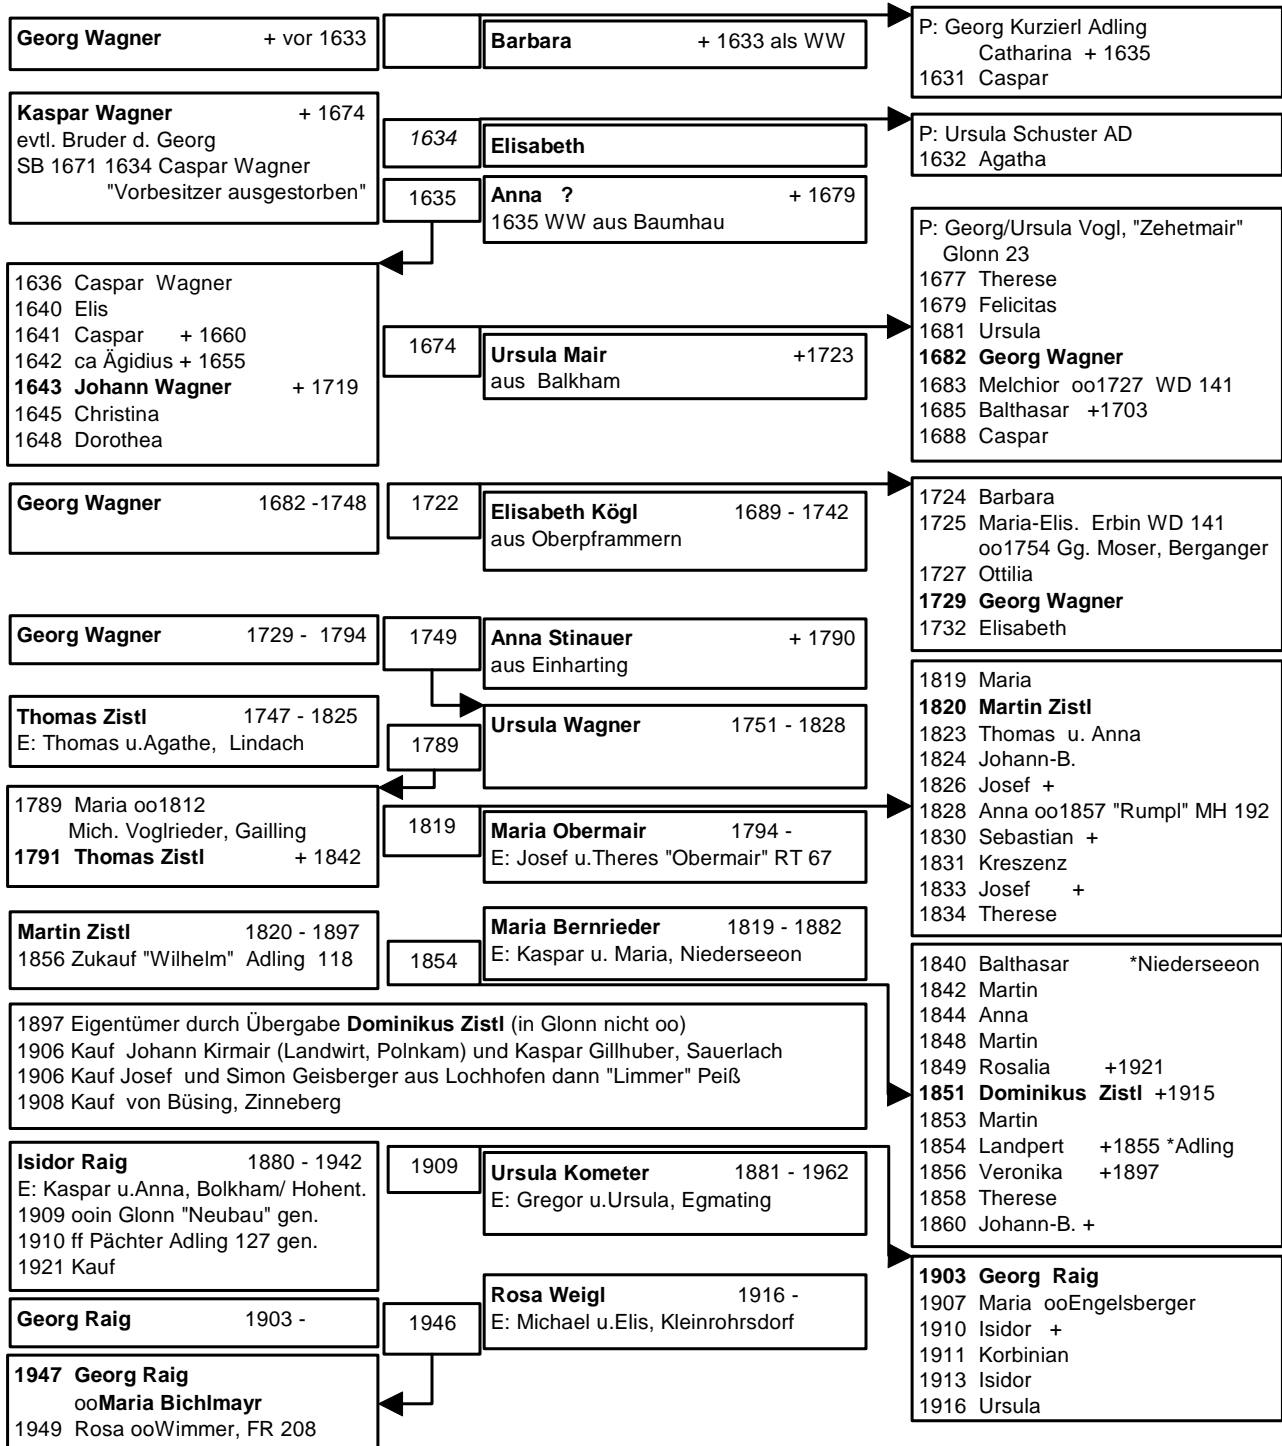 Georg Wagner + vor 1633
Barbara + 1633 als WW
P: Georg Kurzierl Adling
Catharina + 1635
1631 Caspar
Kaspar Wagner + 1674
evtl. Bruder d. Georg
SB 1671 1634 Caspar Wagner
"Vorbesitzer ausgestorben"
1634
Elisabeth
P: Ursula Schuster AD
1632 Agatha
1635
Anna ? + 1679
1635 WW aus Baumhau
1636 Caspar Wagner
1640 Elis
1641 Caspar + 1660
1642 ca Ägidius + 1655
1643 Johann Wagner + 1719
1645 Christina
1648 Dorothea
1674
Ursula Mair +1723
aus Balkham
P: Georg/Ursula Vogl, "Zehetmair"
Glonn 23
1677 Therese
1679 Felicitas
1681 Ursula
1682 Georg Wagner
1683 Melchior oo1727 WD 141
1685 Balthasar +1703
1688 Caspar
Georg Wagner 1682 -1748
1722
Elisabeth Kögl 1689 - 1742
aus Oberpframmern
1724 Barbara
1725 Maria-Elis. Erbin WD 141
oo1754 Gg. Moser, Berganger
1727 Ottilia
1729 Georg Wagner
1732 Elisabeth
Georg Wagner 1729 - 1794
1749
Anna Stinauer + 1790
aus Einharting
Thomas Zistl 1747 - 1825
E: Thomas u.Agathe, Lindach
1789
Ursula Wagner 1751 - 1828
1789 Maria oo1812
Mich. Voglrieder, Gailling
1791 Thomas Zistl + 1842
1819
Maria Obermair 1794 -
E: Josef u.Theres "Obermair" RT 67
1819 Maria
1820 Martin Zistl
1823 Thomas u. Anna
1824 Johann-B.
1826 Josef +
1828 Anna oo1857 "Rumpl" MH 192
1830 Sebastian +
1831 Kreszenz
1833 Josef +
1834 Therese
Martin Zistl 1820 - 1897
1856 Zukauf "Wilhelm" Adling 118
1854
Maria Bernrieder 1819 - 1882
E: Kaspar u. Maria, Niederseeon
1840 Balthasar *Niederseeon
1842 Martin
1844 Anna
1848 Martin
1849 Rosalia +1921
1851 Dominikus Zistl +1915
1853 Martin
1854 Landpert +1855 *Adling
1856 Veronika +1897
1858 Therese
1860 Johann-B. +
1897 Eigentümer durch Übergabe Dominikus Zistl (in Glonn nicht oo)
1906 Kauf Johann Kirmair (Landwirt, Polnkam) und Kaspar Gillhuber, Sauerlach
1906 Kauf Josef und Simon Geisberger aus Lochhofen dann "Limmer" Peiß
1908 Kauf von Büsing, Zinneberg
Isidor Raig 1880 - 1942
E: Kaspar u.Anna, Bolkham/ Hohent.
1909 ooin Glonn "Neubau" gen.
1910 ff Pächter Adling 127 gen.
1921 Kauf
1909
Ursula Kometer 1881 - 1962
E: Gregor u.Ursula, Egmating
1903 Georg Raig
1907 Maria ooEngelsberger
1910 Isidor +
1911 Korbinian
1913 Isidor
1916 Ursula
Georg Raig 1903 -
1946
Rosa Weigl 1916 -
E: Michael u.Elis, Kleinrohrsdorf
1947 Georg Raig
ooMaria Bichlmayr
1949 Rosa ooWimmer, FR 208